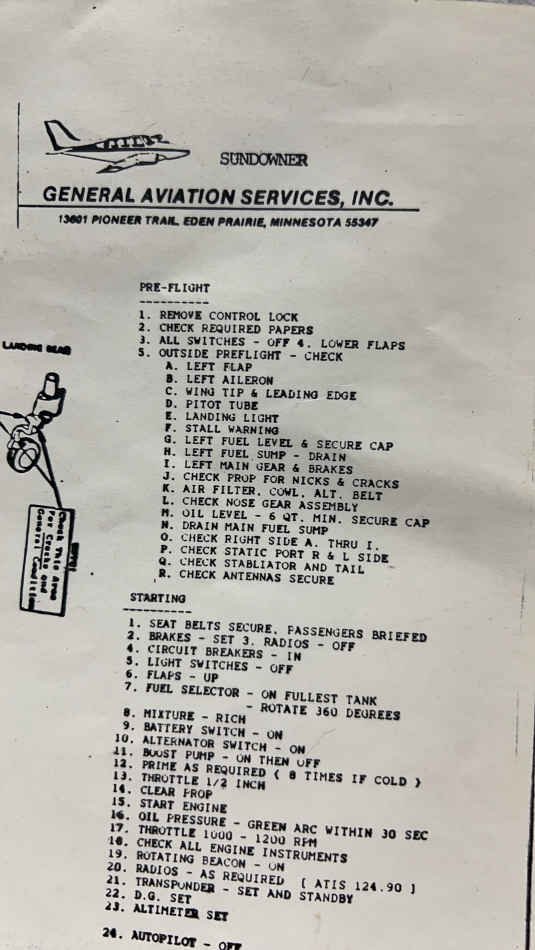 SUNDOWNER
GENERAL AVIATION SERVICES, INC.
13601 PIONEER TRAIL, EDEN PRAIRIE, MINNESOTA 55347
PRE-FLIGHT
----------
1. REMOVE CONTROL LOCK
2. CHECK REQUIRED PAPERS
3. ALL SWITCHES - OFF 4. LOWER FLAPS
5. OUTSIDE PREFLIGHT - CHECK
A. LEFT FLAP
B. LEFT AILERON
C. WING TIP & LEADING EDGE
D. PITOT TUBE
E. LANDING LIGHT
F. STALL WARNING
G. LEFT FUEL LEVEL & SECURE CAP
H. LEFT FUEL SUMP - DRAIN
I. LEFT MAIN GEAR & BRAKES
J. CHECK PROP FOR NICKS & CRACKS
K. AIR FILTER, COWL, ALT. BELT
L. CHECK NOSE GEAR ASSEMBLY
M. OIL LEVEL - 6 QT. MIN. SECURE CAP
N. DRAIN MAIN FUEL SUMP
O. CHECK RIGHT SIDE A. THRU I.
P. CHECK STATIC PORT R & L SIDE
Q. CHECK STABLIATOR AND TAIL
R. CHECK ANTENNAS SECURE
LANDING GEAR
NOTE:
Check This Area
For Cracks and
General Condition
STARTING
----------
1. SEAT BELTS SECURE, PASSENGERS BRIEFED
2. BRAKES - SET 3. RADIOS - OFF
4. CIRCUIT BREAKERS - IN
5. LIGHT SWITCHES - OFF
6. FLAPS - UP
7. FUEL SELECTOR - ON FULLEST TANK
- ROTATE 360 DEGREES
8. MIXTURE - RICH
9. BATTERY SWITCH - ON
10. ALTERNATOR SWITCH - ON
11. BOOST PUMP - ON THEN OFF
12. PRIME AS REQUIRED ( 8 TIMES IF COLD )
13. THROTTLE 1/2 INCH
14. CLEAR PROP
15. START ENGINE
16. OIL PRESSURE - GREEN ARC WITHIN 30 SEC
17. THROTTLE 1000 - 1200 RPM
18. CHECK ALL ENGINE INSTRUMENTS
19. ROTATING BEACON - ON
20. RADIOS - AS REQUIRED [ ATIS 124.90 ]
21. TRANSPONDER - SET AND STANDBY
22. D.G. SET
23. ALTIMETER SET
24. AUTOPILOT - OFF